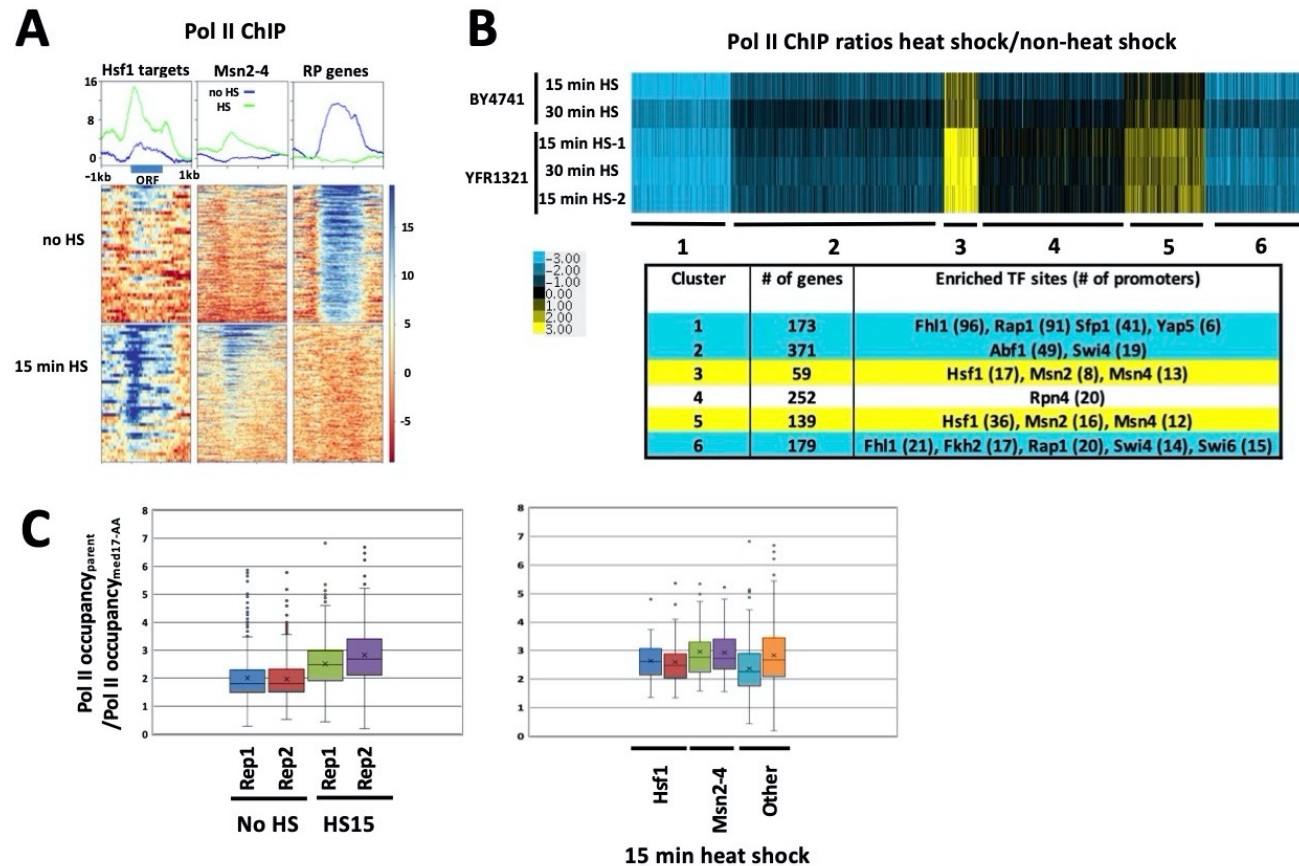 A
Pol II ChIP
Hsf1 targets Msn2-4 RP genes
16
8
0
no HS
HS
-1kb ORF 1kb
no HS
15 min HS
15
10
5
0
-5
B
Pol II ChIP ratios heat shock/non-heat shock
BY4741
15 min HS
30 min HS
YFR1321
15 min HS-1
30 min HS
15 min HS-2
1 2 3 4 5 6
-3.00
-2.00
-1.00
0.00
1.00
2.00
3.00
Cluster # of genes Enriched TF sites (# of promoters)
1 173 Fhl1 (96), Rap1 (91) Sfp1 (41), Yap5 (6)
2 371 Abf1 (49), Swi4 (19)
3 59 Hsf1 (17), Msn2 (8), Msn4 (13)
4 252 Rpn4 (20)
5 139 Hsf1 (36), Msn2 (16), Msn4 (12)
6 179 Fhl1 (21), Fkh2 (17), Rap1 (20), Swi4 (14), Swi6 (15)
C
Pol II occupancyparent
/Pol II occupancymed17-AA
8
7
6
5
4
3
2
1
0
Rep1 Rep2 Rep1 Rep2
No HS HS15
8
7
6
5
4
3
2
1
0
Hsf1 Msn2-4 Other
15 min heat shock